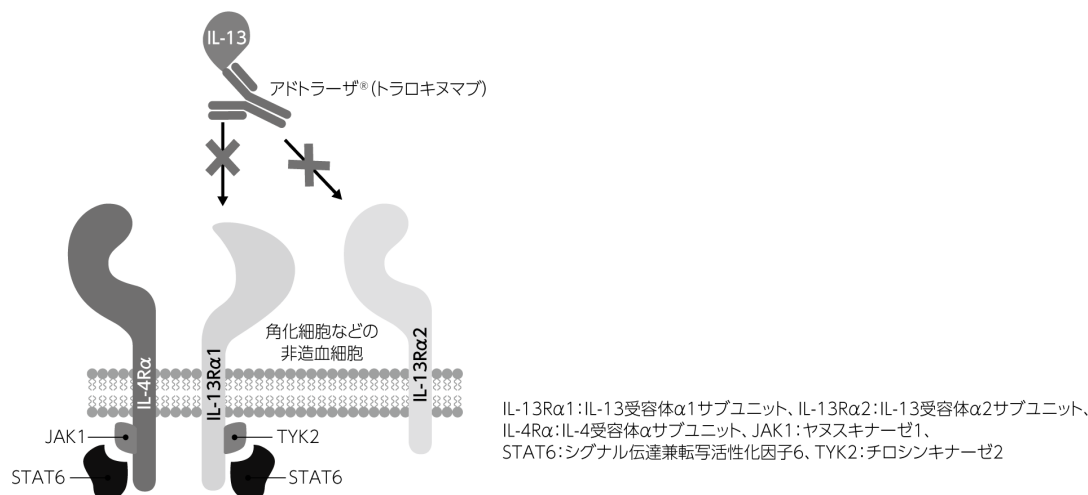 IL-13
アドトラーザ®(トラロキヌマブ)
角化細胞などの
非造血細胞
IL-4Rα
IL-13Rα1
IL-13Rα2
JAK1
TYK2
STAT6
STAT6
IL-13Rα1:IL-13受容体α1サブユニット、IL-13Rα2:IL-13受容体α2サブユニット、
IL-4Rα:IL-4受容体αサブユニット、JAK1:ヤヌスキナーゼ1、
STAT6:シグナル伝達兼転写活性化因子6、TYK2:チロシンキナーゼ2